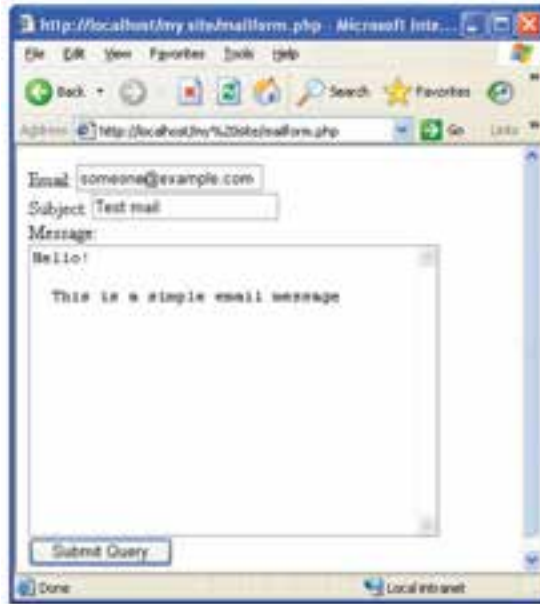 http://localhost/my site/mailform.php - Microsoft Inte...
File Edit View Favorites Tools Help
Back Search Favorites
Address http://localhost/my%20site/mailform.php Go Links
Email: someone@example.com
Subject: Test mail
Message:
Hello!
This is a simple email message
Submit Query
Done Local intranet